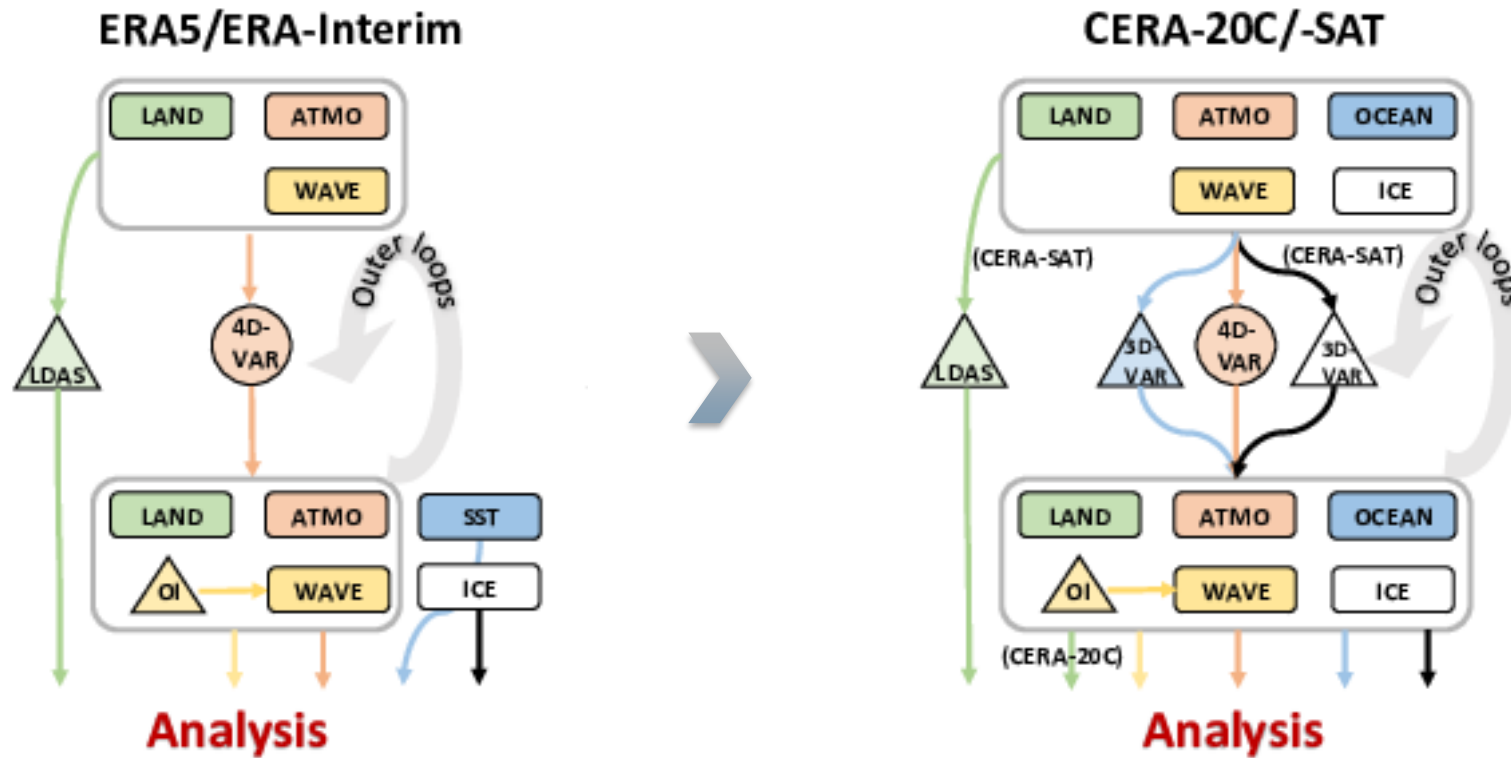 ERA5/ERA-Interim
LAND
ATMO
WAVE
Outer loops
4D-
VAR
LDAS
LAND
ATMO
SST
OI
WAVE
ICE
Analysis
CERA-20C/-SAT
LAND
ATMO
OCEAN
WAVE
ICE
(CERA-SAT)
(CERA-SAT)
Outer loops
LDAS
3D-
VAR
4D-
VAR
3D-
VAR
LAND
ATMO
OCEAN
OI
WAVE
ICE
(CERA-20C)
Analysis